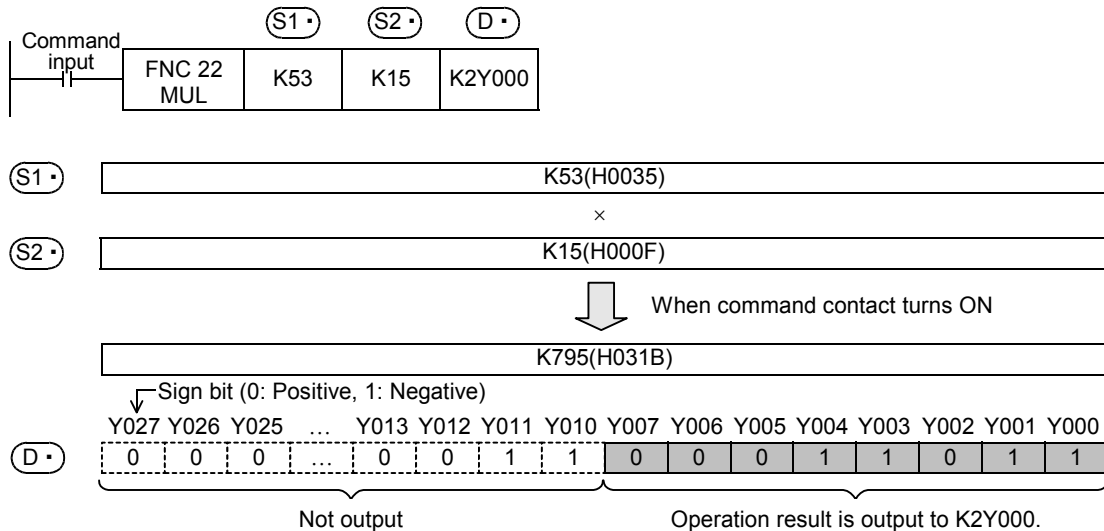 S1 · S2 · D ·
Command
input
FNC 22
MUL
K53 K15 K2Y000
S1 · K53(H0035)
×
S2 · K15(H000F)
When command contact turns ON
K795(H031B)
Sign bit (0: Positive, 1: Negative)
Y027 Y026 Y025 … Y013 Y012 Y011 Y010 Y007 Y006 Y005 Y004 Y003 Y002 Y001 Y000
D · 0 0 0 … 0 0 1 1 0 0 0 1 1 0 1 1
Not output Operation result is output to K2Y000.